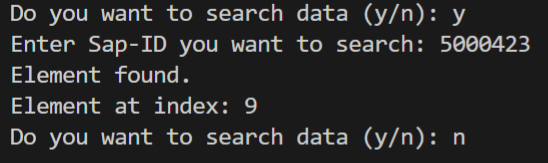 Do you want to search data (y/n): y
Enter Sap-ID you want to search: 5000423
Element found.
Element at index: 9
Do you want to search data (y/n): n